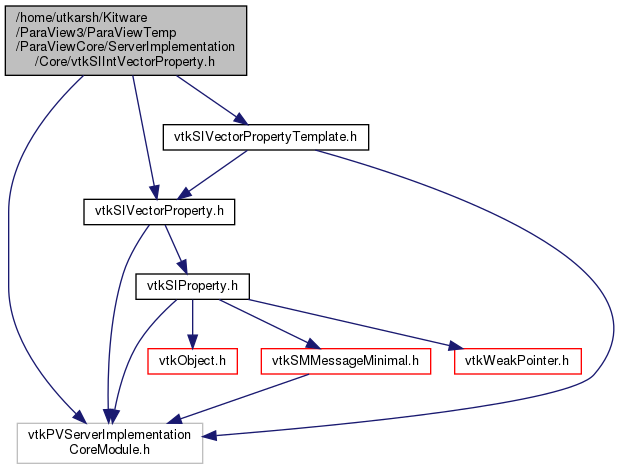 /home/utkarsh/Kitware
/ParaView3/ParaViewTemp
/ParaViewCore/ServerImplementation
/Core/vtkSIIntVectorProperty.h
vtkSIVectorPropertyTemplate.h
vtkSIVectorProperty.h
vtkSIProperty.h
vtkObject.h
vtkSMMessageMinimal.h
vtkWeakPointer.h
vtkPVServerImplementation
CoreModule.h